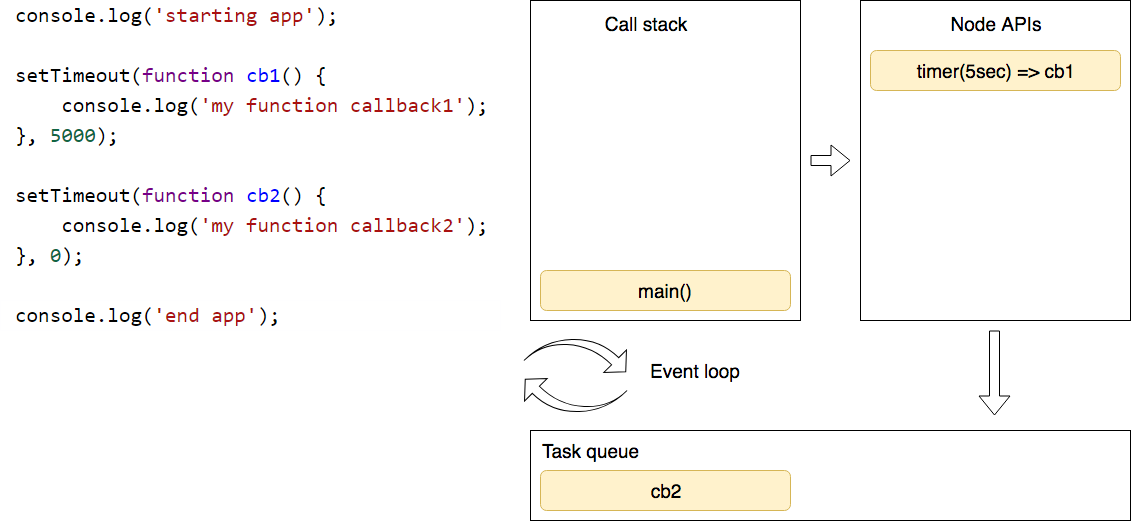 console.log('starting app');
setTimeout(function cb1() {
    console.log('my function callback1');
}, 5000);
setTimeout(function cb2() {
    console.log('my function callback2');
}, 0);
console.log('end app');
Call stack
main()
Node APIs
timer(5sec) => cb1
Event loop
Task queue
cb2